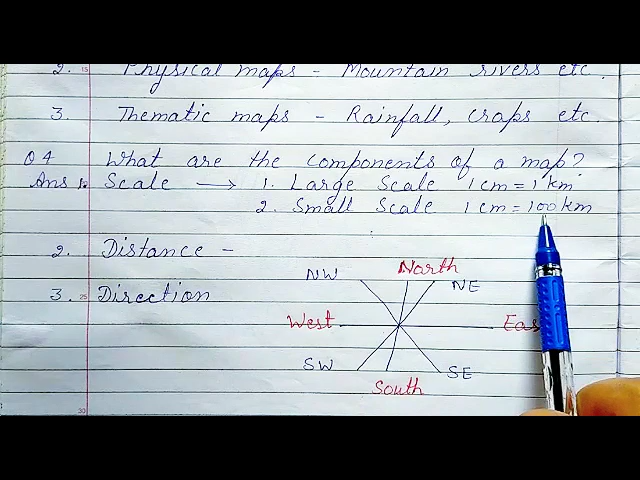 2. Physical maps - Mountain rivers etc.
3. Thematic maps - Rainfall, craps etc.
Q 4 What are the components of a map?
Ans 1. Scale → 1. Large Scale 1 cm = 1 km
2. Small Scale 1 cm = 100 km
2. Distance -
3. Direction
NW North NE
West East
SW South SE